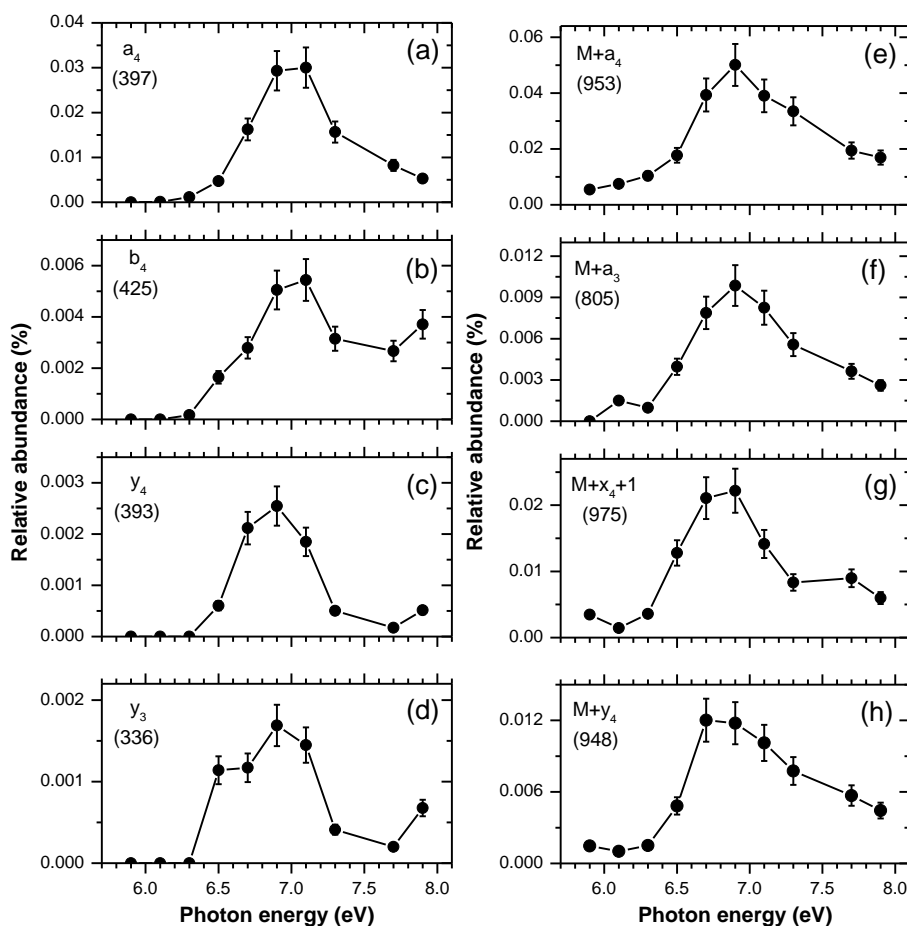 a4
(397)
(a)
0.04
0.03
0.02
0.01
0.00
b4
(425)
(b)
0.006
0.004
0.002
0.000
y4
(393)
(c)
0.003
0.002
0.001
0.000
y3
(336)
(d)
0.002
0.001
0.000
6.0 6.5 7.0 7.5 8.0
Photon energy (eV)
Relative abundance (%)
M+a4
(953)
(e)
0.06
0.04
0.02
0.00
M+a3
(805)
(f)
0.012
0.009
0.006
0.003
0.000
M+x4+1
(975)
(g)
0.02
0.01
0.00
M+y4
(948)
(h)
0.012
0.006
0.000
6.0 6.5 7.0 7.5 8.0
Photon energy (eV)
Relative abundance (%)